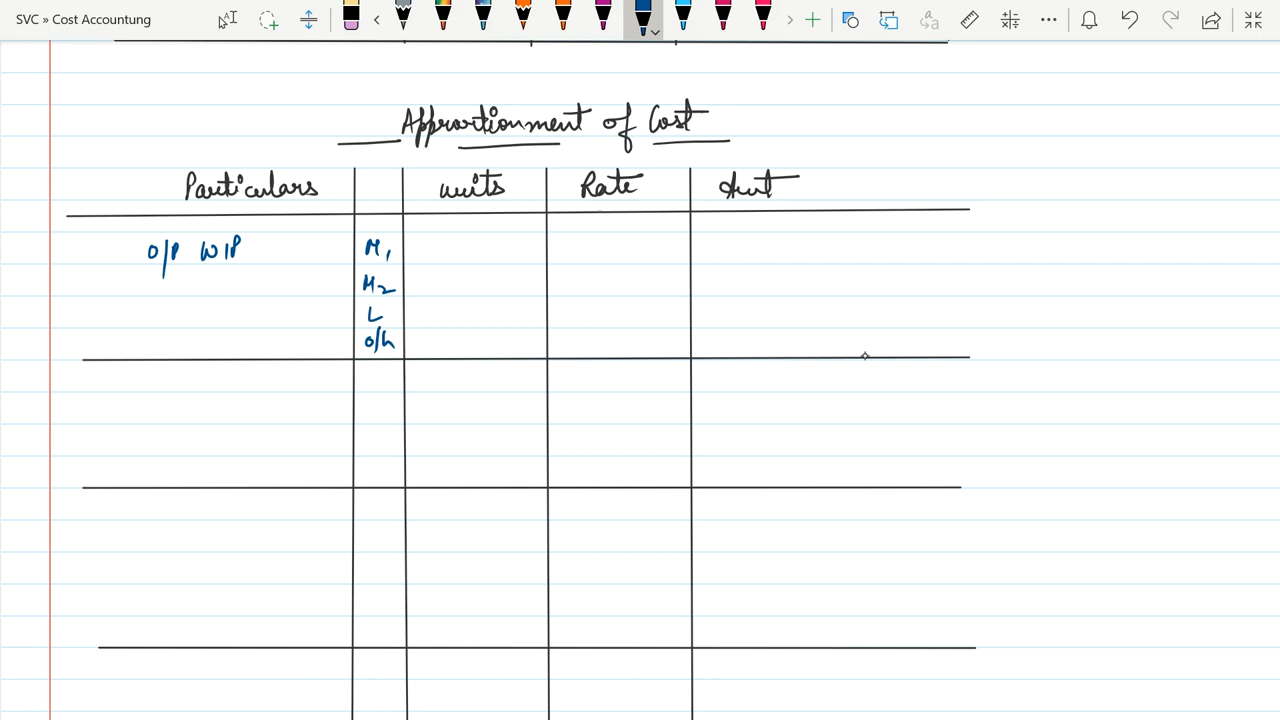 SVC » Cost Accountung
Apportionment of Cost
Particulars units Rate Amt
O/P WIP M1
M2
L
O/h